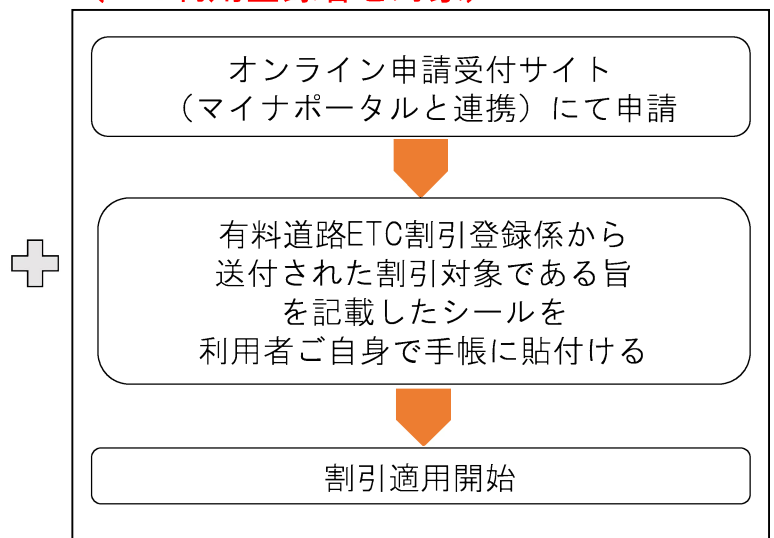 オンライン申請受付サイト
（マイナポータルと連携）にて申請
有料道路ETC割引登録係から
送付された割引対象である旨
を記載したシールを
利用者ご自身で手帳に貼付ける
割引適用開始